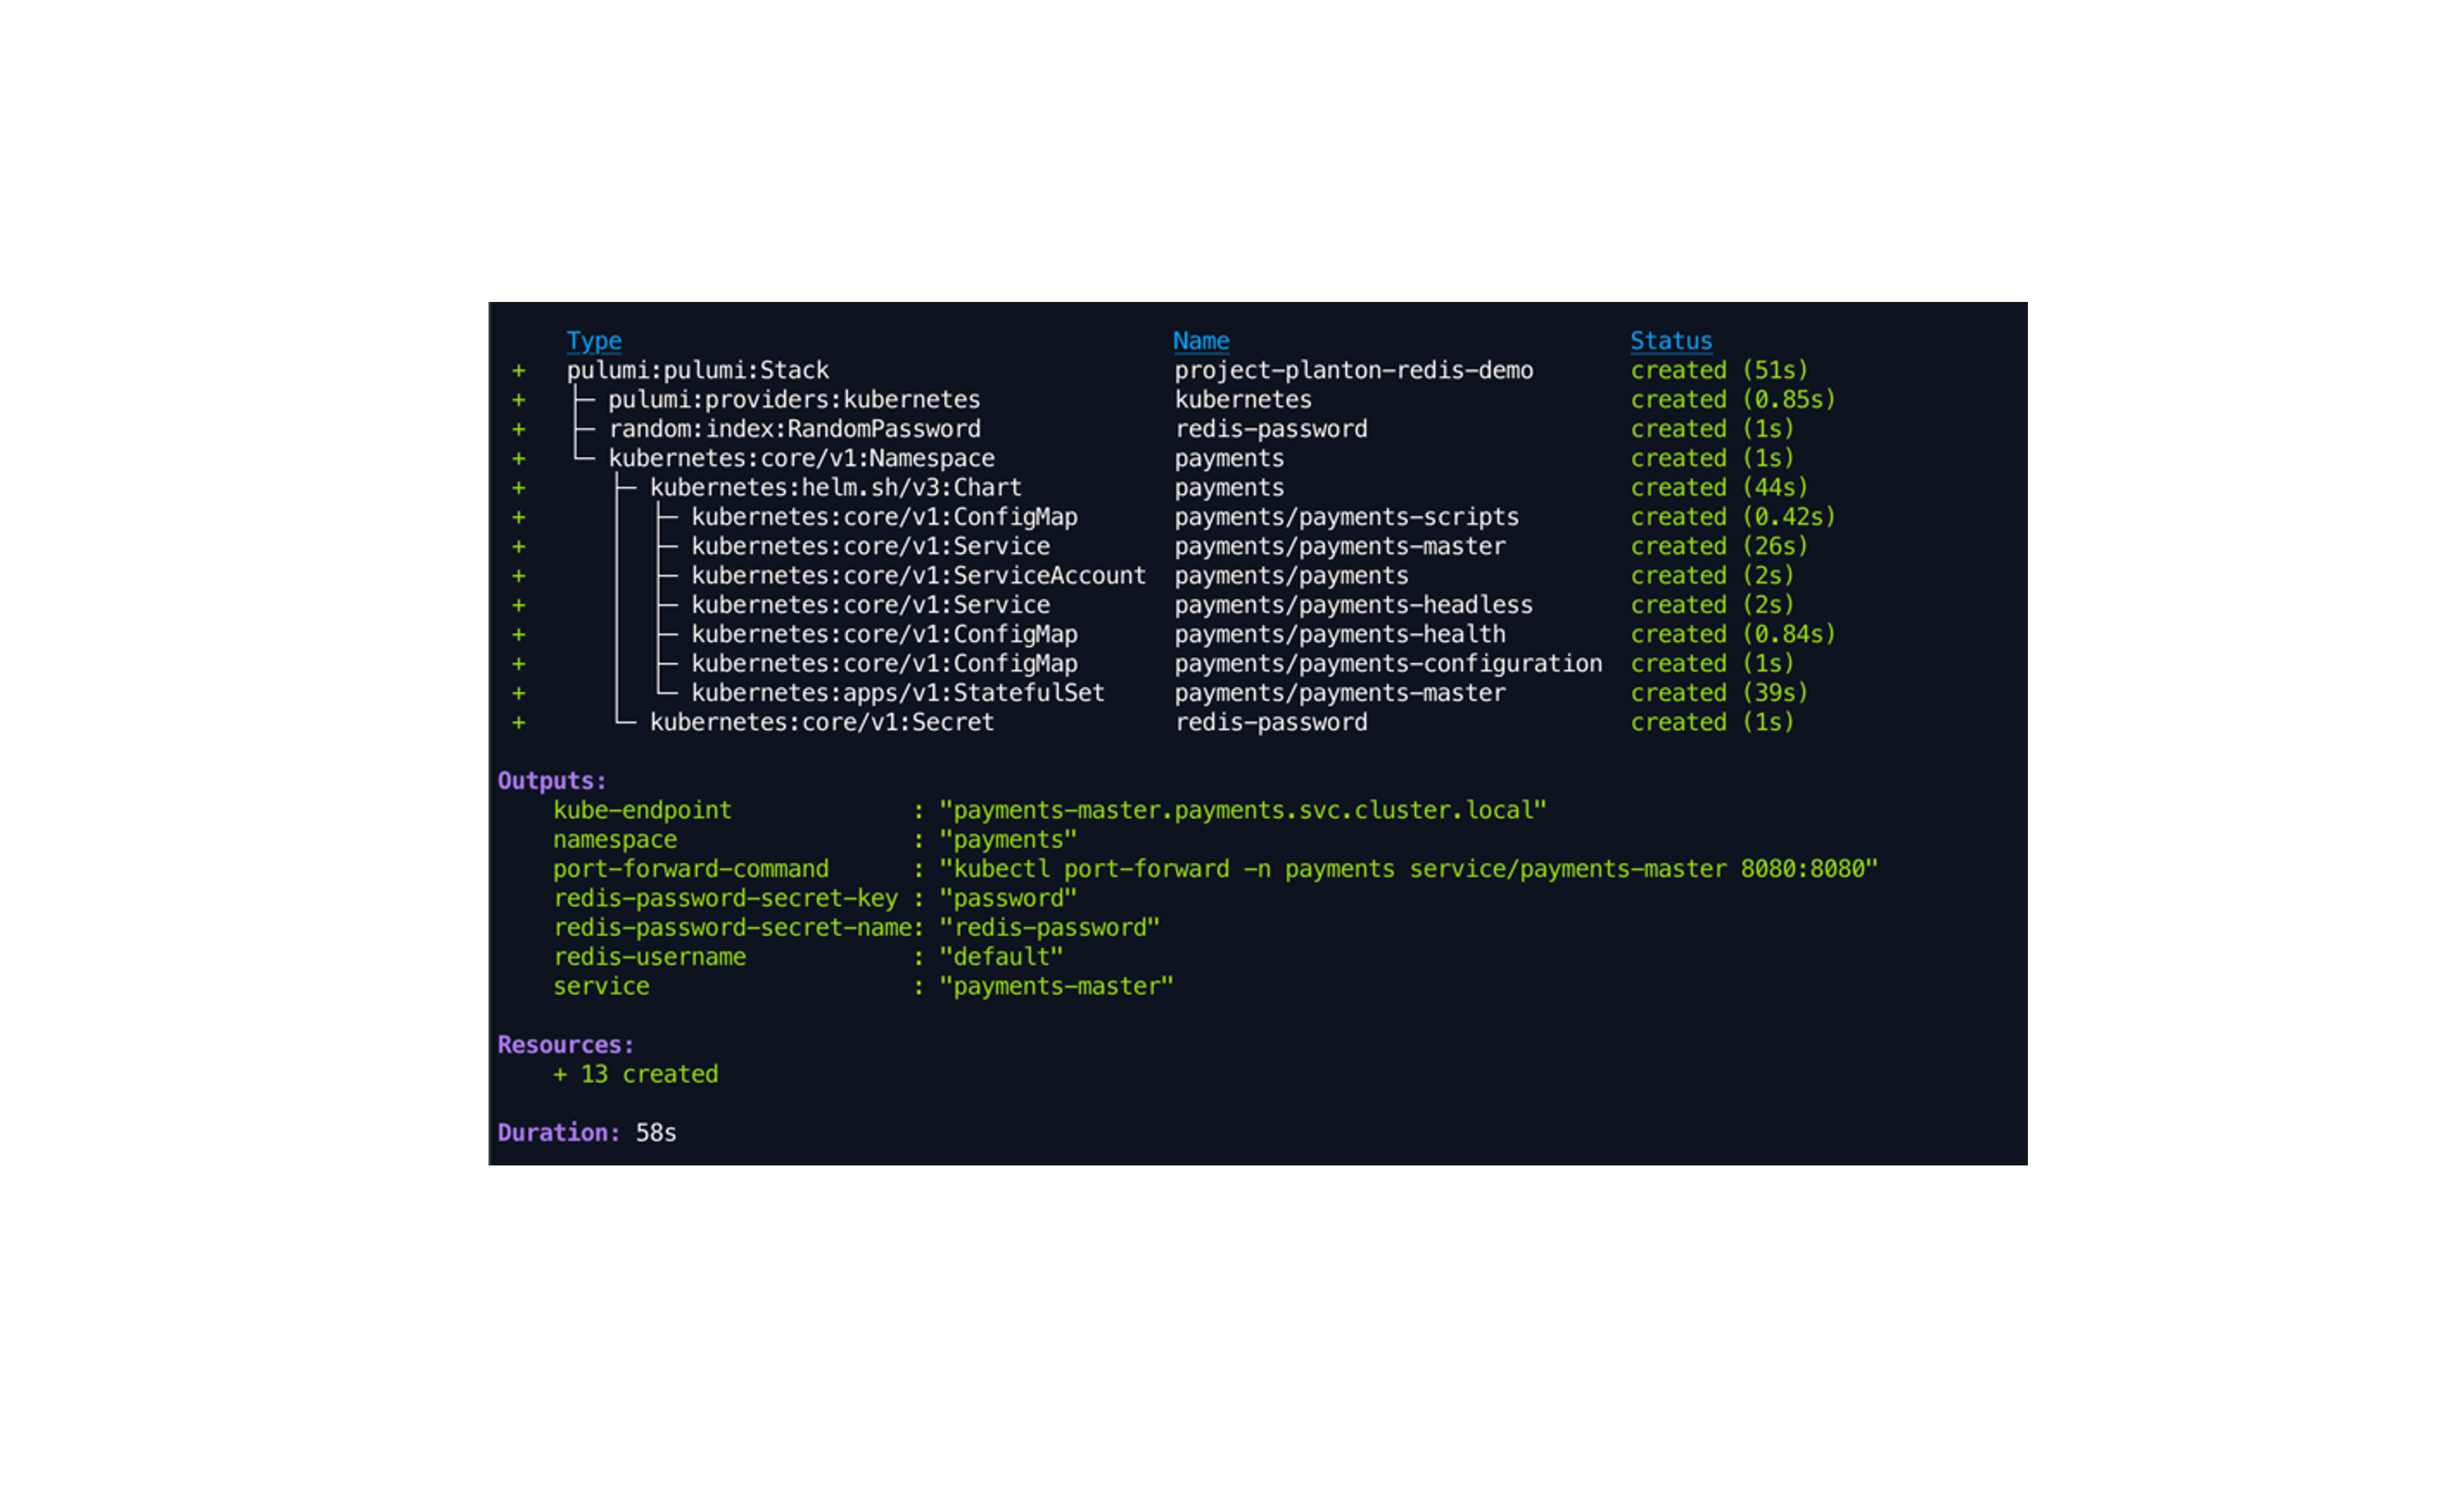 Type Name Status
+ pulumi:pulumi:Stack project-planton-redis-demo created (51s)
+ ├─ pulumi:providers:kubernetes kubernetes created (0.85s)
+ ├─ random:index:RandomPassword redis-password created (1s)
+ └─ kubernetes:core/v1:Namespace payments created (1s)
+ ├─ kubernetes:helm.sh/v3:Chart payments created (44s)
+ │ ├─ kubernetes:core/v1:ConfigMap payments/payments-scripts created (0.42s)
+ │ ├─ kubernetes:core/v1:Service payments/payments-master created (26s)
+ │ ├─ kubernetes:core/v1:ServiceAccount payments/payments created (2s)
+ │ ├─ kubernetes:core/v1:Service payments/payments-headless created (2s)
+ │ ├─ kubernetes:core/v1:ConfigMap payments/payments-health created (0.84s)
+ │ ├─ kubernetes:core/v1:ConfigMap payments/payments-configuration created (1s)
+ │ └─ kubernetes:apps/v1:StatefulSet payments/payments-master created (39s)
+ └─ kubernetes:core/v1:Secret redis-password created (1s)
Outputs:
kube-endpoint : "payments-master.payments.svc.cluster.local"
namespace : "payments"
port-forward-command : "kubectl port-forward -n payments service/payments-master 8080:8080"
redis-password-secret-key : "password"
redis-password-secret-name: "redis-password"
redis-username : "default"
service : "payments-master"
Resources:
+ 13 created
Duration: 58s